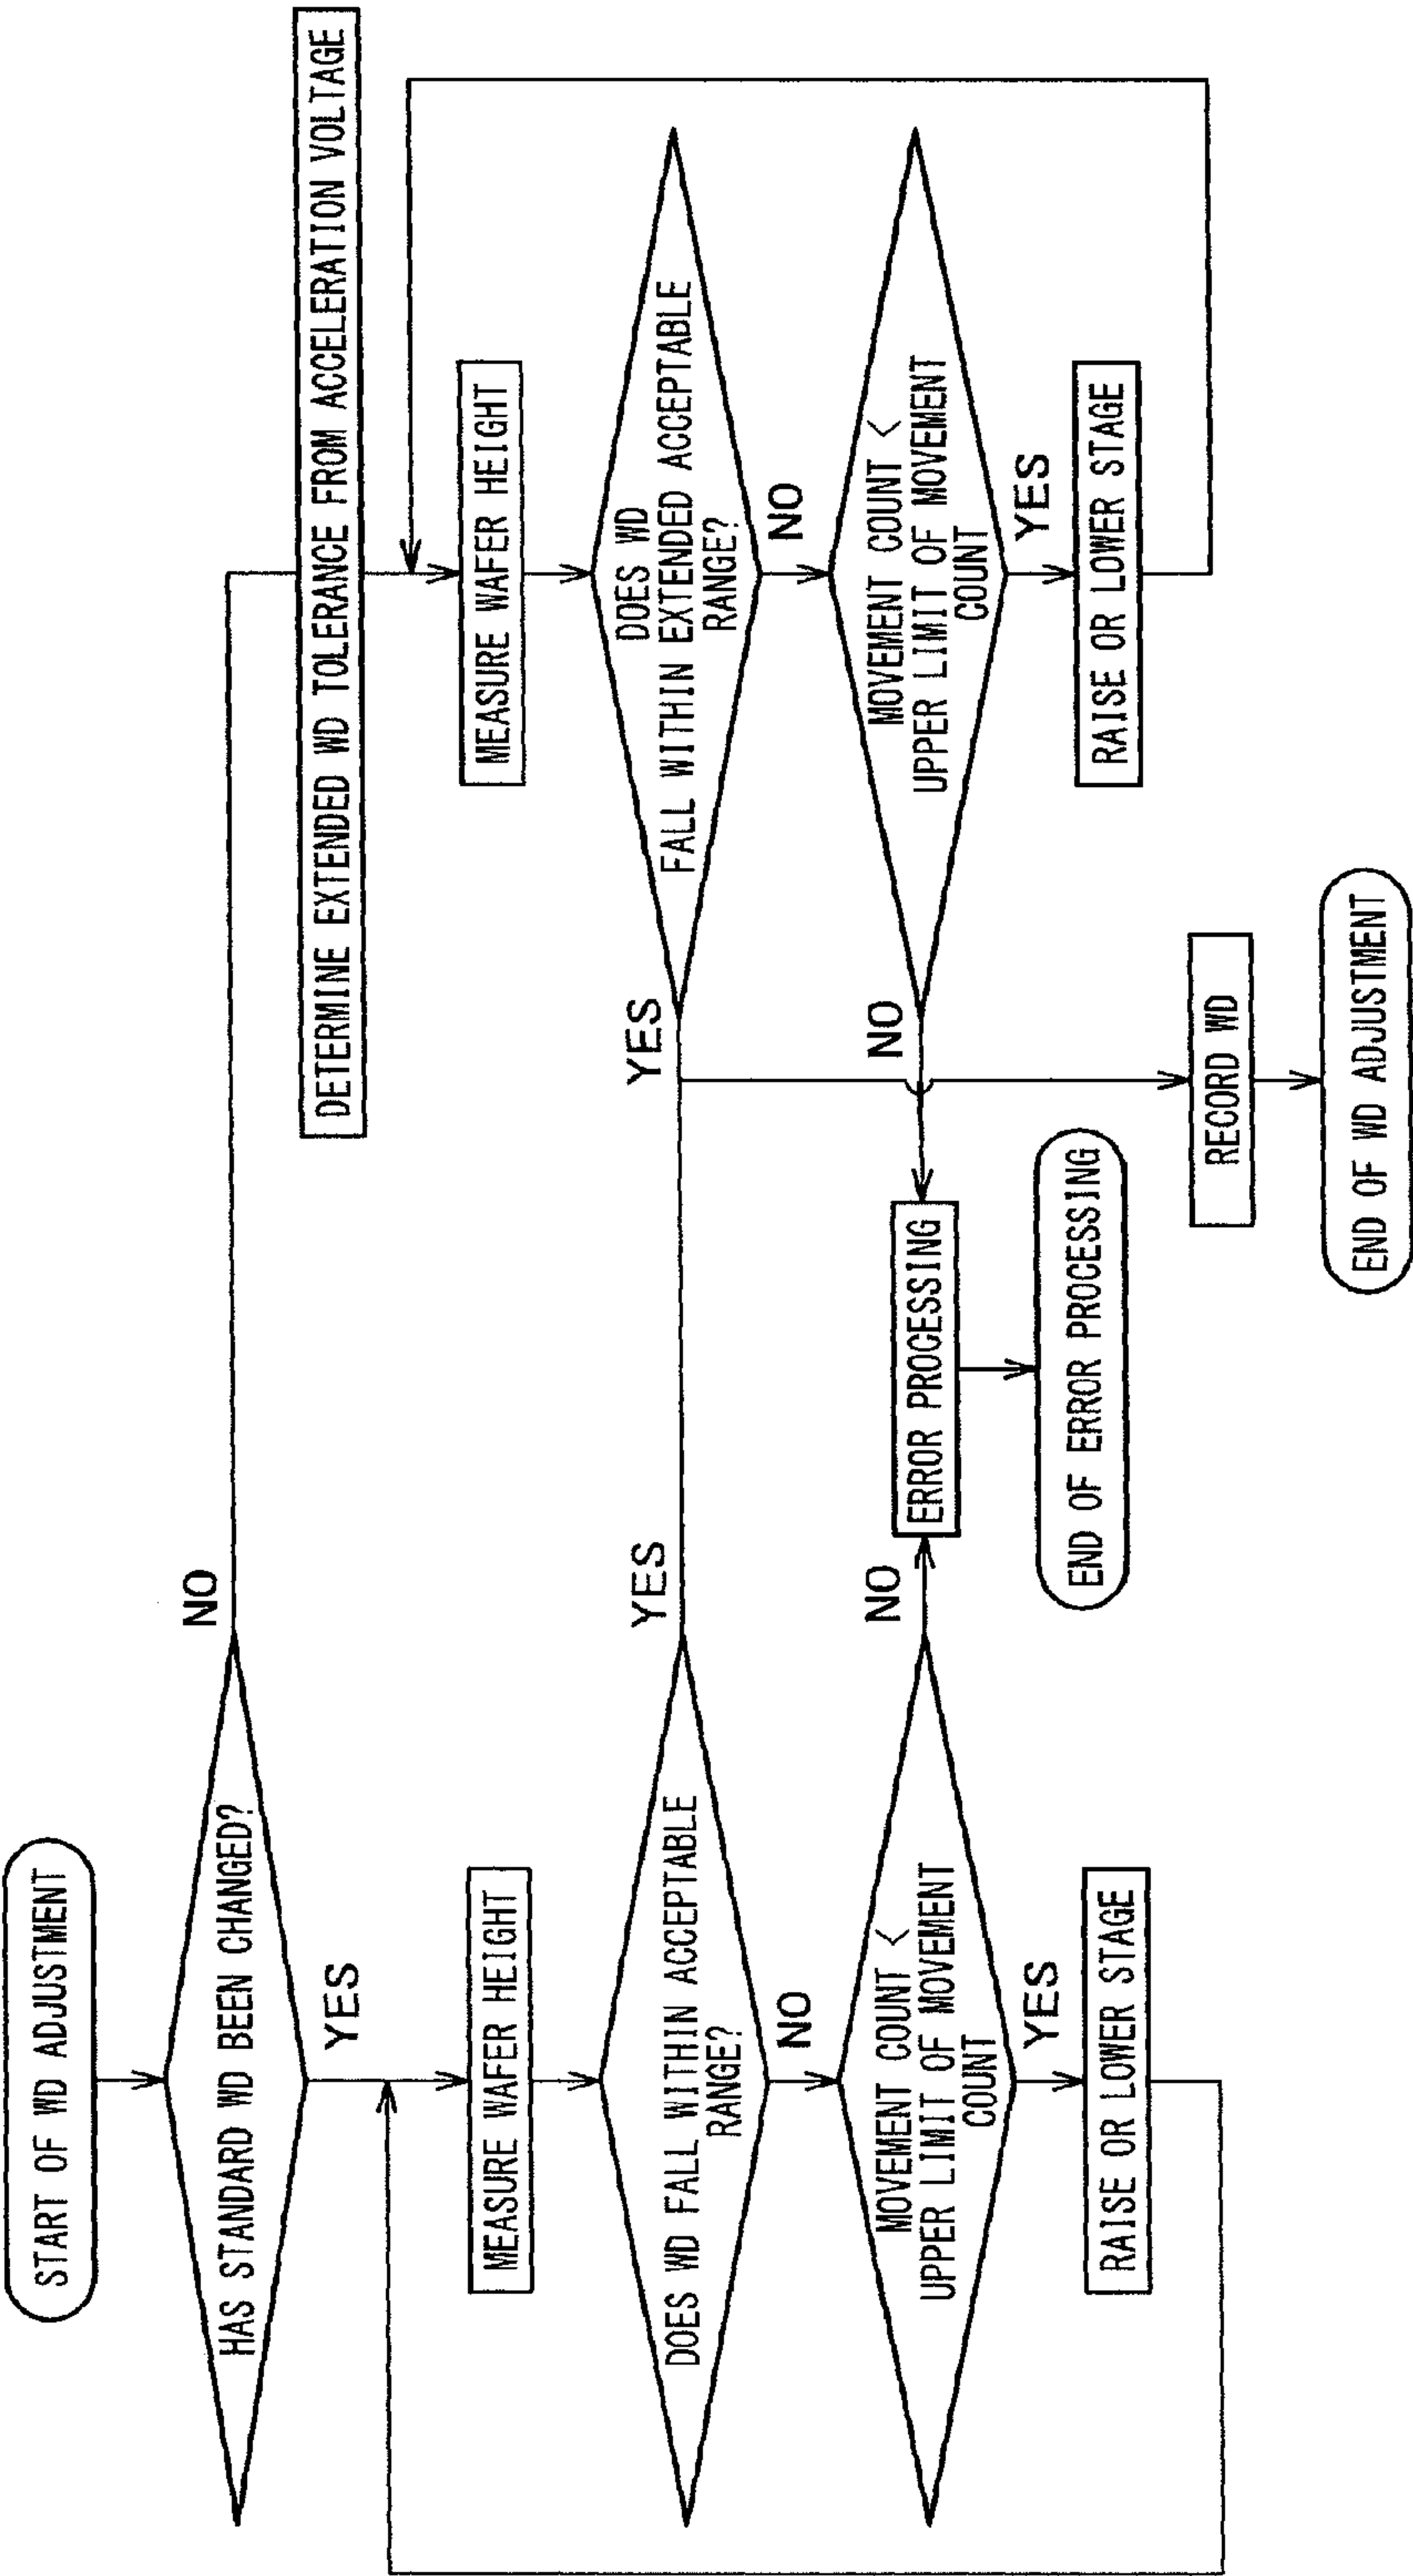 START OF WD ADJUSTMENT
HAS STANDARD WD BEEN CHANGED?
NO
YES
DETERMINE EXTENDED WD TOLERANCE FROM ACCELERATION VOLTAGE
MEASURE WAFER HEIGHT
MEASURE WAFER HEIGHT
DOES WD FALL WITHIN ACCEPTABLE
RANGE?
YES
NO
DOES WD
FALL WITHIN EXTENDED ACCEPTABLE
RANGE?
YES
NO
MOVEMENT COUNT <
UPPER LIMIT OF MOVEMENT
COUNT
NO
YES
ERROR PROCESSING
END OF ERROR PROCESSING
MOVEMENT COUNT <
UPPER LIMIT OF MOVEMENT
COUNT
NO
YES
RAISE OR LOWER STAGE
RAISE OR LOWER STAGE
RECORD WD
END OF WD ADJUSTMENT